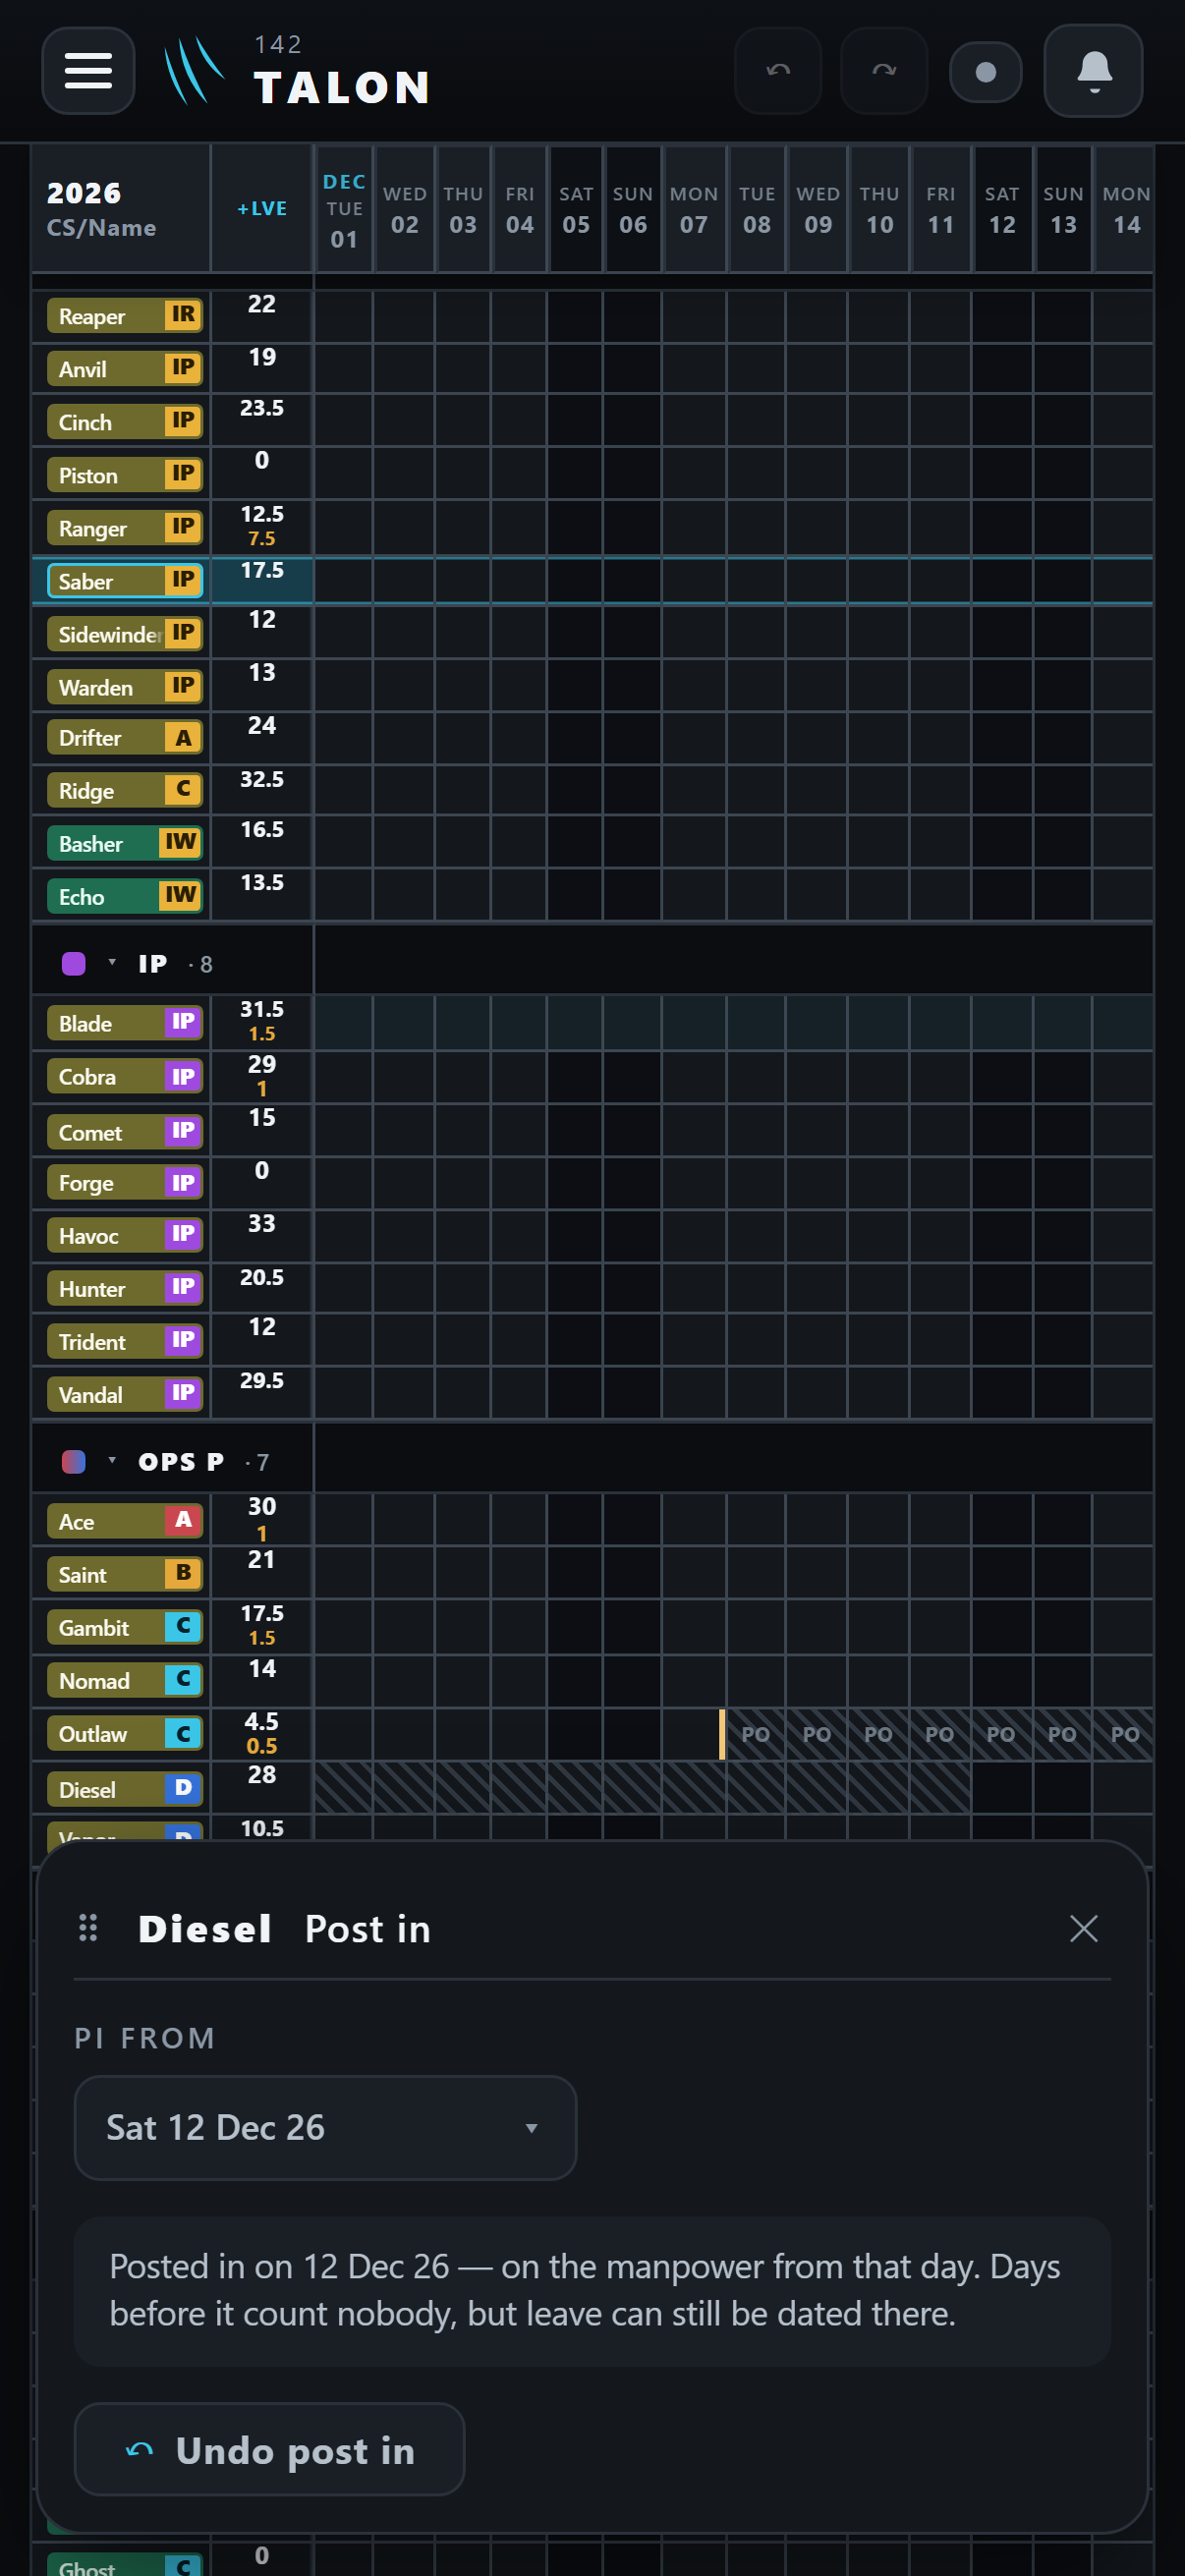 142
TALON
2026
CS/Name
+LVE
DEC
TUE
01
WED
02
THU
03
FRI
04
SAT
05
SUN
06
MON
07
TUE
08
WED
09
THU
10
FRI
11
SAT
12
SUN
13
MON
14
Reaper IR 22
Anvil IP 19
Cinch IP 23.5
Piston IP 0
Ranger IP 12.5
7.5
Saber IP 17.5
Sidewinder IP 12
Warden IP 13
Drifter A 24
Ridge C 32.5
Basher IW 16.5
Echo IW 13.5
IP · 8
Blade IP 31.5
1.5
Cobra IP 29
1
Comet IP 15
Forge IP 0
Havoc IP 33
Hunter IP 20.5
Trident IP 12
Vandal IP 29.5
OPS P · 7
Ace A 30
1
Saint B 21
Gambit C 17.5
1.5
Nomad C 14
Outlaw C 4.5 PO PO PO PO PO PO PO
0.5
Diesel D 28
D 10.5
Diesel Post in
PI FROM
Sat 12 Dec 26
Posted in on 12 Dec 26 — on the manpower from that day. Days
before it count nobody, but leave can still be dated there.
Undo post in
Ghost C 0